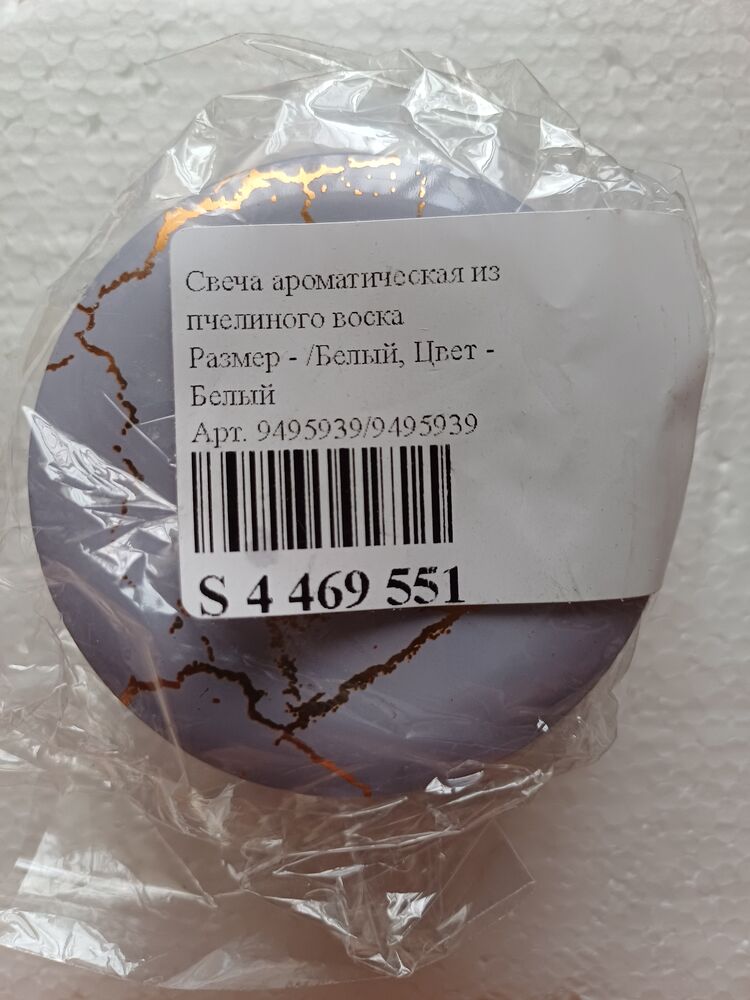 Свеча ароматическая из
пчелиного воска
Размер - /Белый, Цвет -
Белый
Арт. 9495939/9495939
S 4 469 551